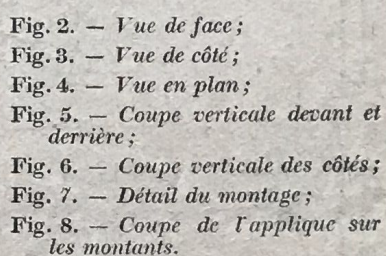 Fig. 2. — Vue de face ;
Fig. 3. — Vue de côté ;
Fig. 4. — Vue en plan ;
Fig. 5. — Coupe verticale devant et
derrière ;
Fig. 6. — Coupe verticale des côtés ;
Fig. 7. — Détail du montage ;
Fig. 8. — Coupe de l'applique sur
les montants.